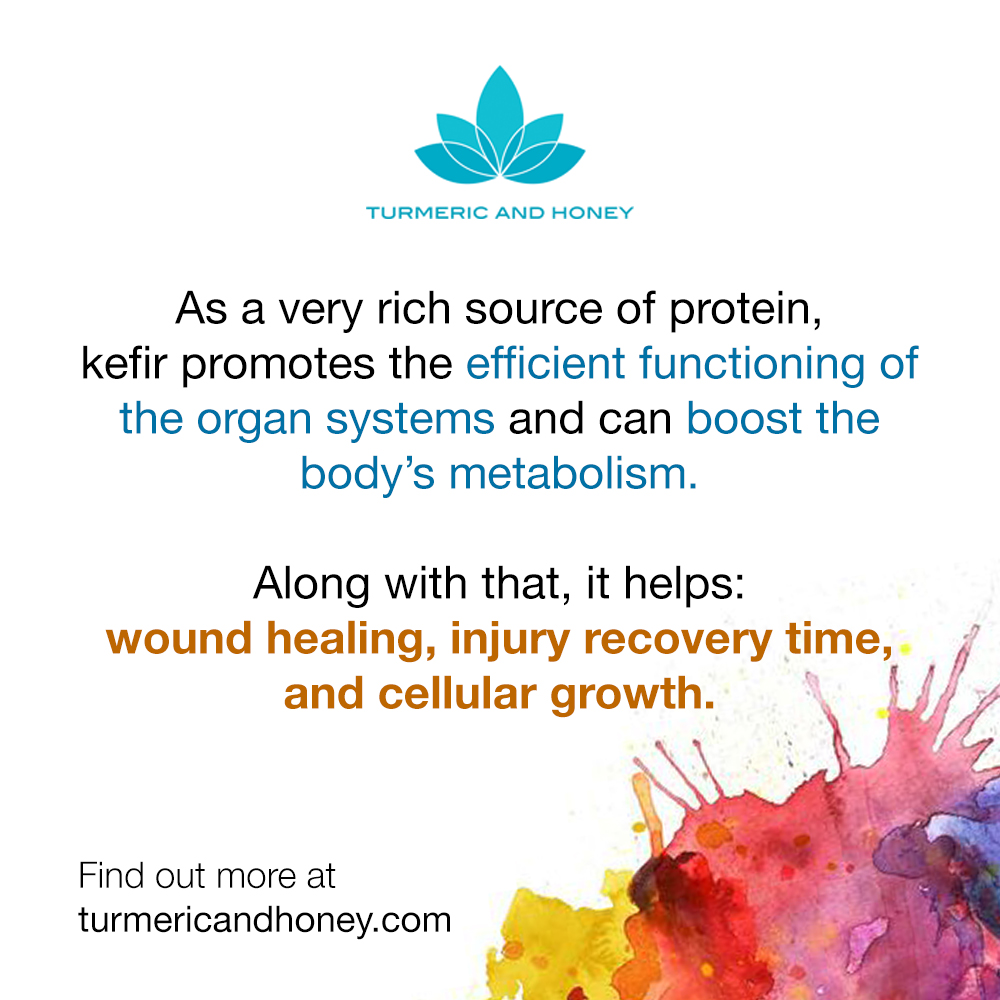 TURMERIC AND HONEY
As a very rich source of protein,
kefir promotes the efficient functioning of
the organ systems and can boost the
body’s metabolism.
Along with that, it helps:
wound healing, injury recovery time,
and cellular growth.
Find out more at
turmericandhoney.com